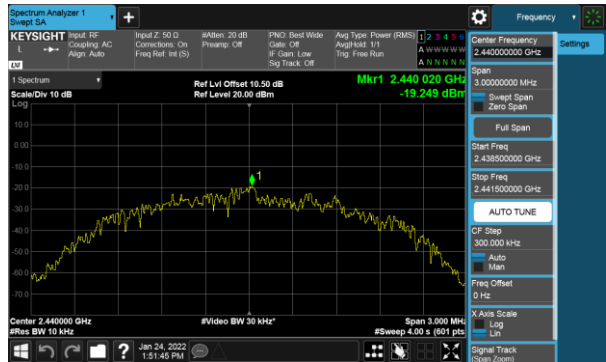 Spectrum Analyzer 1
Swept SA
+
Frequency
KEYSIGHT
Input: RF
Coupling: AC
Align: Auto
Input Z: 50 Ω
Corrections: On
Freq Ref: Int (S)
#Atten: 20 dB
Preamp: Off
PNO: Best Wide
Gate: Off
IF Gain: Low
Sig Track: Off
Avg Type: Power (RMS)
Avg|Hold: 1/1
Trig: Free Run
1 2 3 4 5 6
A W W W W W
A N N N N N
L
LXI
1 Spectrum
Scale/Div 10 dB
Log
Ref Lvl Offset 10.50 dB
Ref Level 20.00 dBm
Mkr1 2.440 020 GHz
-19.249 dBm
10.0
0.00
-10.0
-20.0
-30.0
-40.0
-50.0
-60.0
-70.0
1
Center 2.440000 GHz
#Res BW 10 kHz
#Video BW 30 kHz*
Span 3.000 MHz
#Sweep 4.00 s (601 pts)
Center Frequency
2.440000000 GHz
Settings
Span
3.00000000 MHz
Swept Span
Zero Span
Full Span
Start Freq
2.438500000 GHz
Stop Freq
2.441500000 GHz
AUTO TUNE
CF Step
300.000 kHz
Auto
Man
Freq Offset
0 Hz
X Axis Scale
Log
Lin
Signal Track
(Span Zoom)
?
Jan 24, 2022
1:51:45 PM